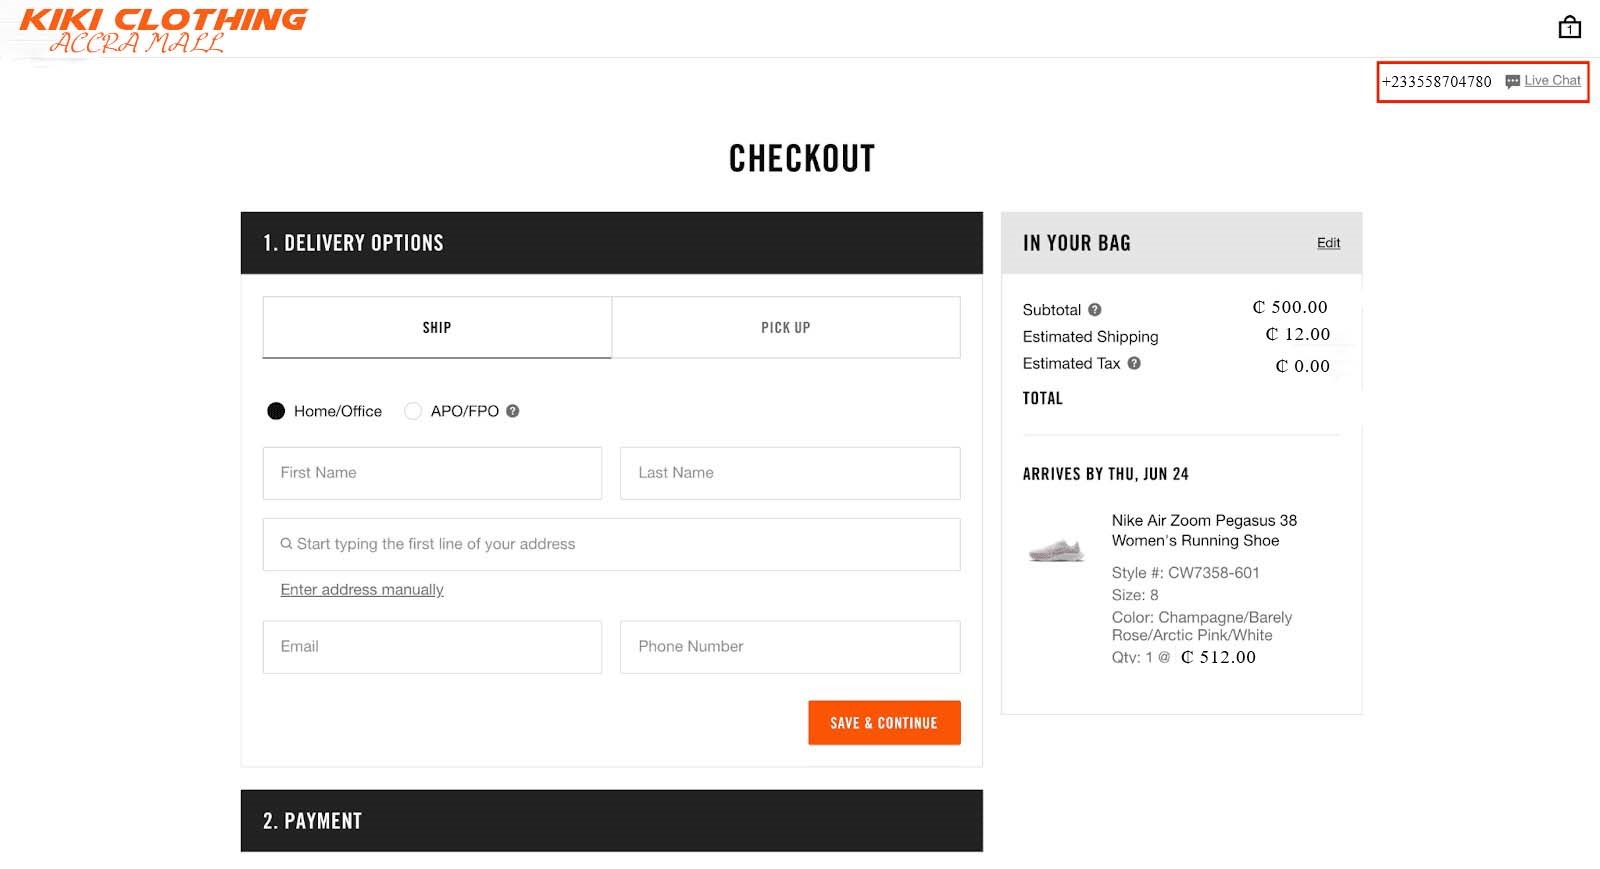 KIKI CLOTHING
ACCRA MALL
1
+233558704780 Live Chat
CHECKOUT
1. DELIVERY OPTIONS
SHIP
PICK UP
Home/Office
APO/FPO ?
First Name
Last Name
Start typing the first line of your address
Enter address manually
Email
Phone Number
SAVE & CONTINUE
2. PAYMENT
IN YOUR BAG
Edit
Subtotal ? ₵ 500.00
Estimated Shipping ₵ 12.00
Estimated Tax ? ₵ 0.00
TOTAL
ARRIVES BY THU, JUN 24
Nike Air Zoom Pegasus 38
Women's Running Shoe
Style #: CW7358-601
Size: 8
Color: Champagne/Barely
Rose/Arctic Pink/White
Qty: 1 @ ₵ 512.00